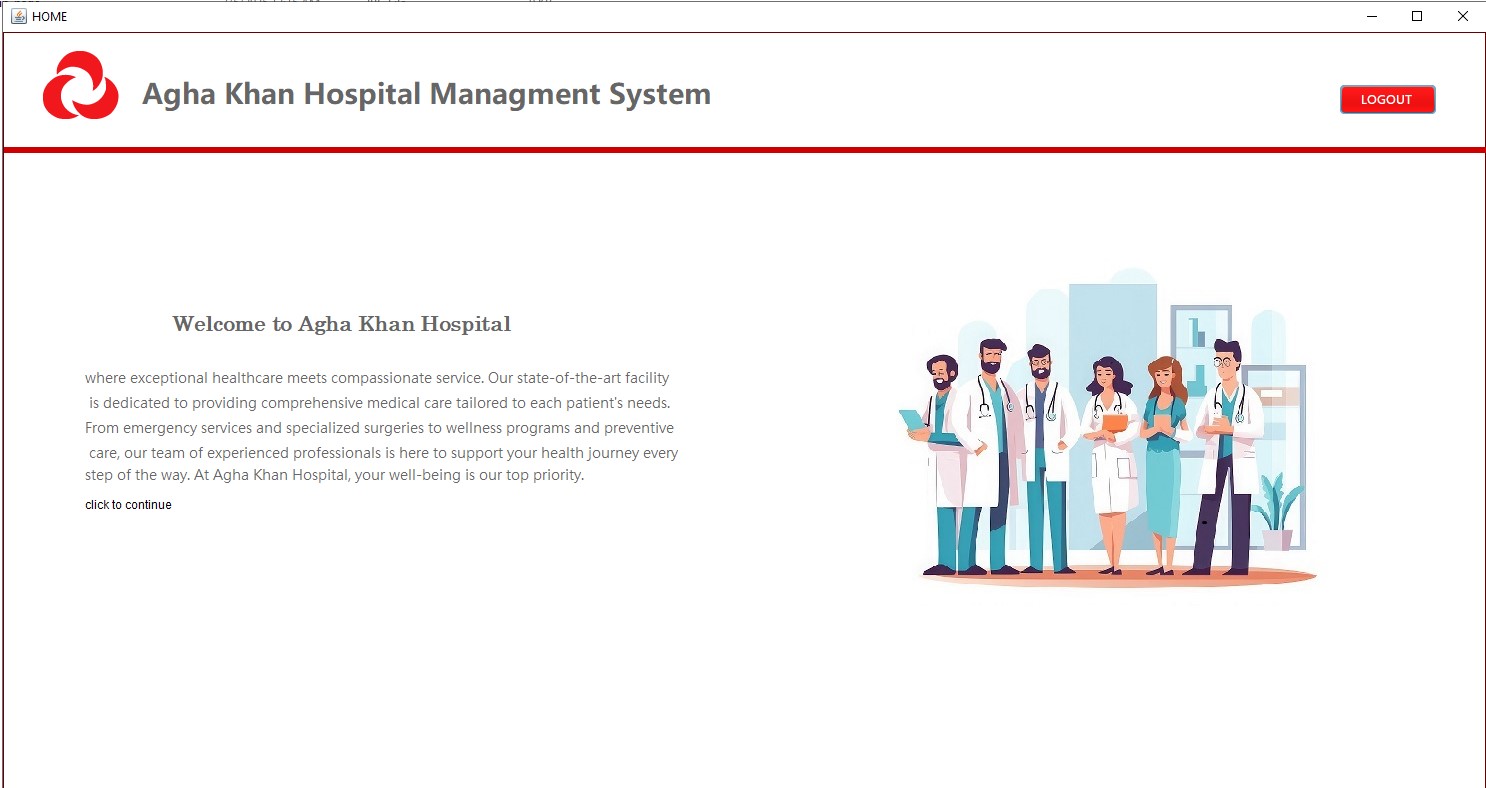 HOME
Agha Khan Hospital Managment System
LOGOUT
Welcome to Agha Khan Hospital
where exceptional healthcare meets compassionate service. Our state-of-the-art facility
is dedicated to providing comprehensive medical care tailored to each patient's needs.
From emergency services and specialized surgeries to wellness programs and preventive
care, our team of experienced professionals is here to support your health journey every
step of the way. At Agha Khan Hospital, your well-being is our top priority.
click to continue